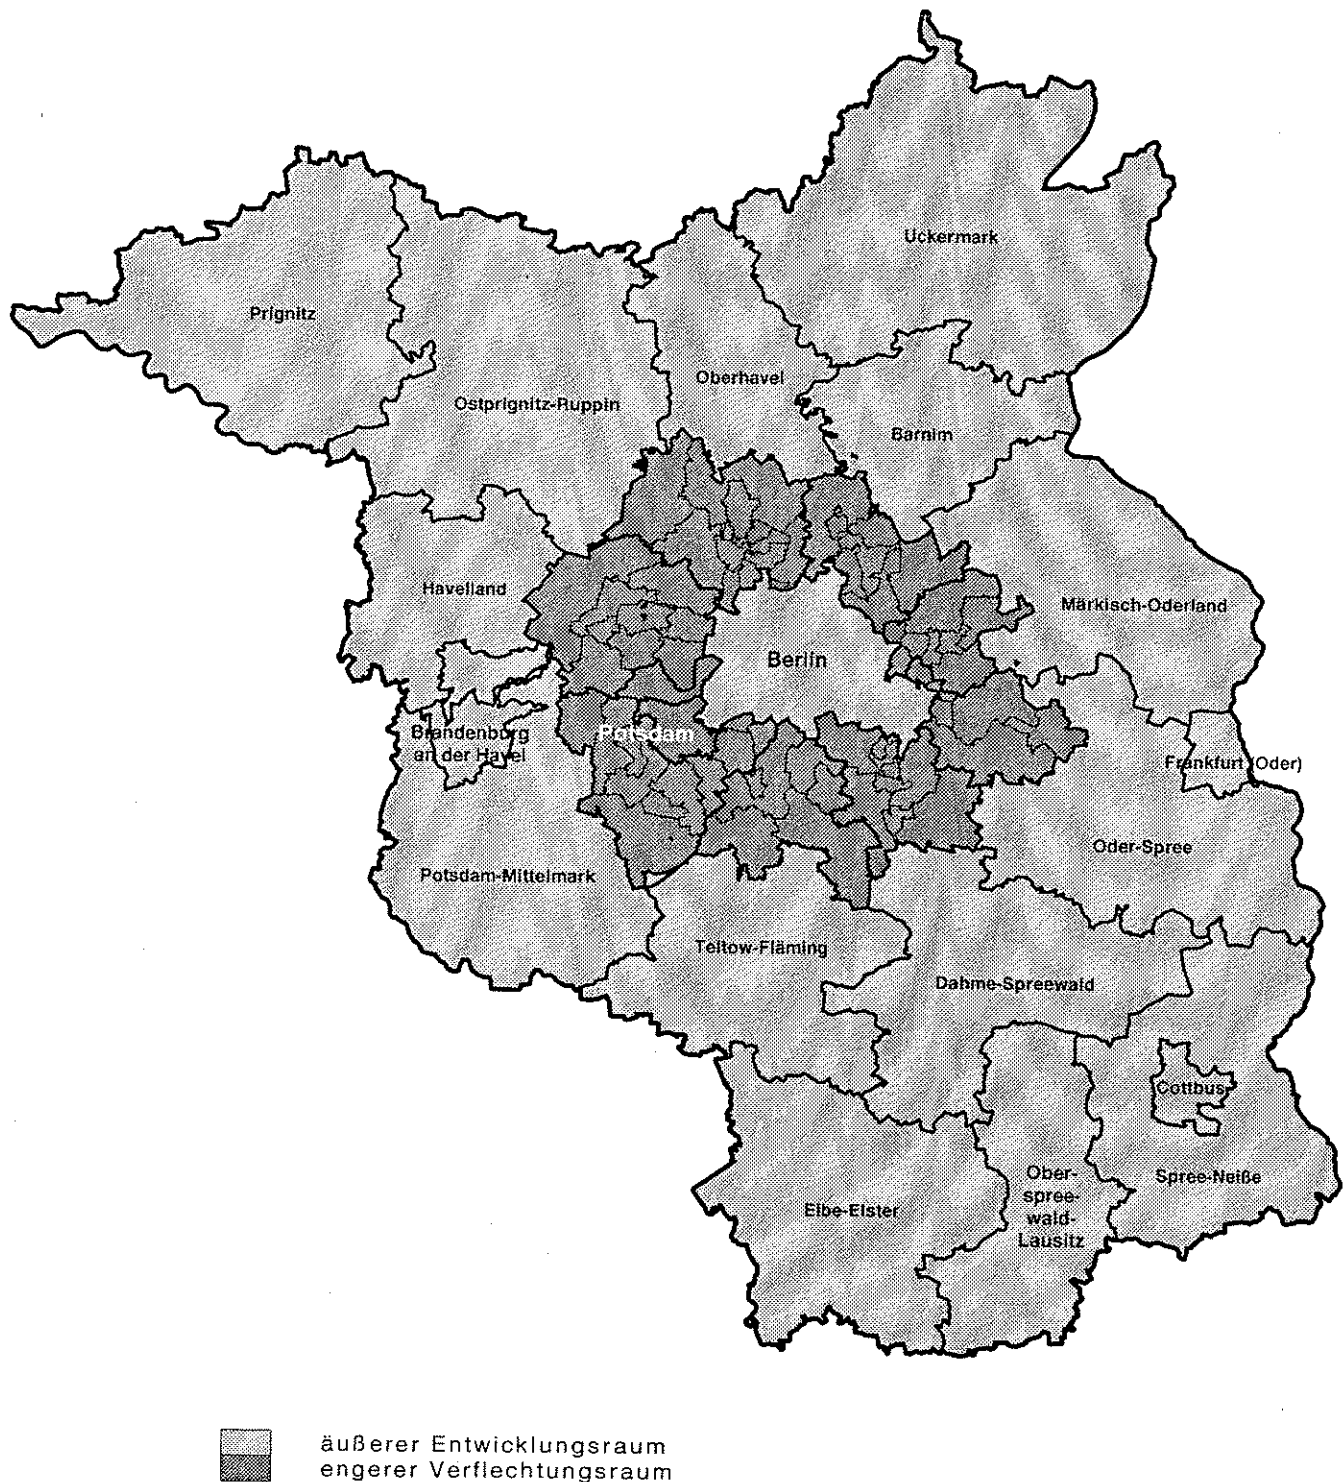 Uckermark
Prignitz
Oberhavel
Ostprignitz-Ruppin
Barnim
Havelland
Märkisch-Oderland
Berlin
Brandenburg
an der Havel
Potsdam
Frankfurt (Oder)
Oder-Spree
Potsdam-Mittelmark
Teltow-Fläming
Dahme-Spreewald
Cottbus
Ober-
spree-
wald-
Lausitz
Spree-Neiße
Elbe-Elster
äußerer Entwicklungsraum
engerer Verflechtungsraum